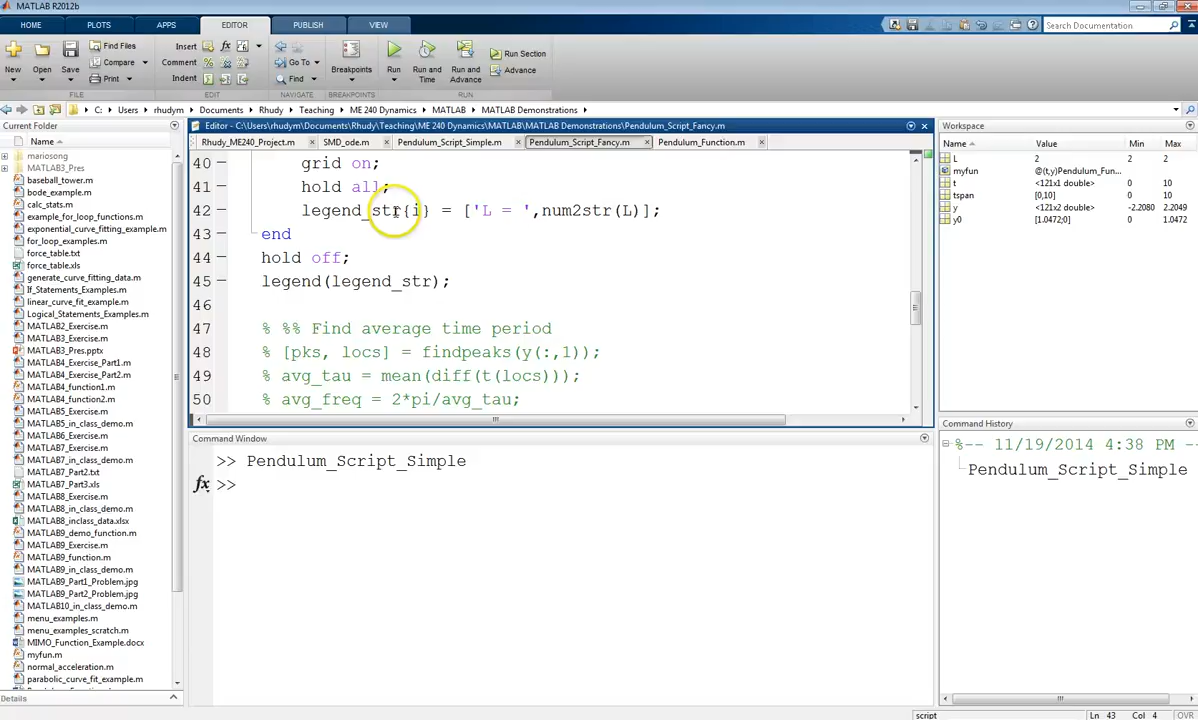 MATLAB R2012b
HOME PLOTS APPS EDITOR PUBLISH VIEW
Search Documentation
New Open Save
Find Files
Compare
Print
Insert
Comment
Indent
Go To
Find
Breakpoints
Run
Run and Time
Run and Advance
Run Section
Advance
FILE EDIT NAVIGATE BREAKPOINTS RUN
C: Users rhudym Documents Rhudy Teaching ME 240 Dynamics MATLAB MATLAB Demonstrations
Current Folder
Name
mariosong
MATLAB3_Pres
baseball_tower.m
bode_example.m
calc_stats.m
example_for_loop_functions.m
exponential_curve_fitting_example.m
for_loop_examples.m
force_table.txt
force_table.xls
generate_curve_fitting_data.m
If_Statements_Examples.m
linear_curve_fit_example.m
Logical_Statements_Examples.m
MATLAB2_Exercise.m
MATLAB3_Exercise.m
MATLAB3_Pres.pptx
MATLAB4_Exercise_Part1.m
MATLAB4_Exercise_Part2.m
MATLAB4_function1.m
MATLAB4_function2.m
MATLAB5_Exercise.m
MATLAB5_in_class_demo.m
MATLAB6_Exercise.m
MATLAB7_Exercise.m
MATLAB7_in_class_demo.m
MATLAB7_Part2.txt
MATLAB7_Part3.xls
MATLAB8_Exercise.m
MATLAB8_in_class_demo.m
MATLAB8_inclass_data.xlsx
MATLAB9_demo_function.m
MATLAB9_Exercise.m
MATLAB9_function.m
MATLAB9_in_class_demo.m
MATLAB9_Part1_Problem.jpg
MATLAB9_Part2_Problem.jpg
MATLAB10_in_class_demo.m
menu_examples.m
menu_examples_scratch.m
MIMO_Function_Example.docx
myfun.m
normal_acceleration.m
parabolic_curve_fit_example.m
Details
Editor - C:\Users\rhudym\Documents\Rhudy\Teaching\ME 240 Dynamics\MATLAB\MATLAB Demonstrations\Pendulum_Script_Fancy.m
Rhudy_ME240_Project.m SMD_ode.m Pendulum_Script_Simple.m Pendulum_Script_Fancy.m Pendulum_Function.m
40 grid on;
41 hold all;
42 legend_str{i} = ['L = ',num2str(L)];
43 end
44 hold off;
45 legend(legend_str);
46
47 % %% Find average time period
48 % [pks, locs] = findpeaks(y(:,1));
49 % avg_tau = mean(diff(t(locs)));
50 % avg_freq = 2*pi/avg_tau;
Command Window
>> Pendulum_Script_Simple
fx >>
Workspace
Name Value Min Max
L 2 2 2
myfun @(t,y)Pendulum_Fun...
t <121x1 double> 0 10
tspan [0,10] 0 10
y <121x2 double> -2.2080 2.2049
y0 [1.0472;0] 0 1.0472
Command History
%-- 11/19/2014 4:38 PM --
Pendulum_Script_Simple
script Ln 43 Col 4 OVR